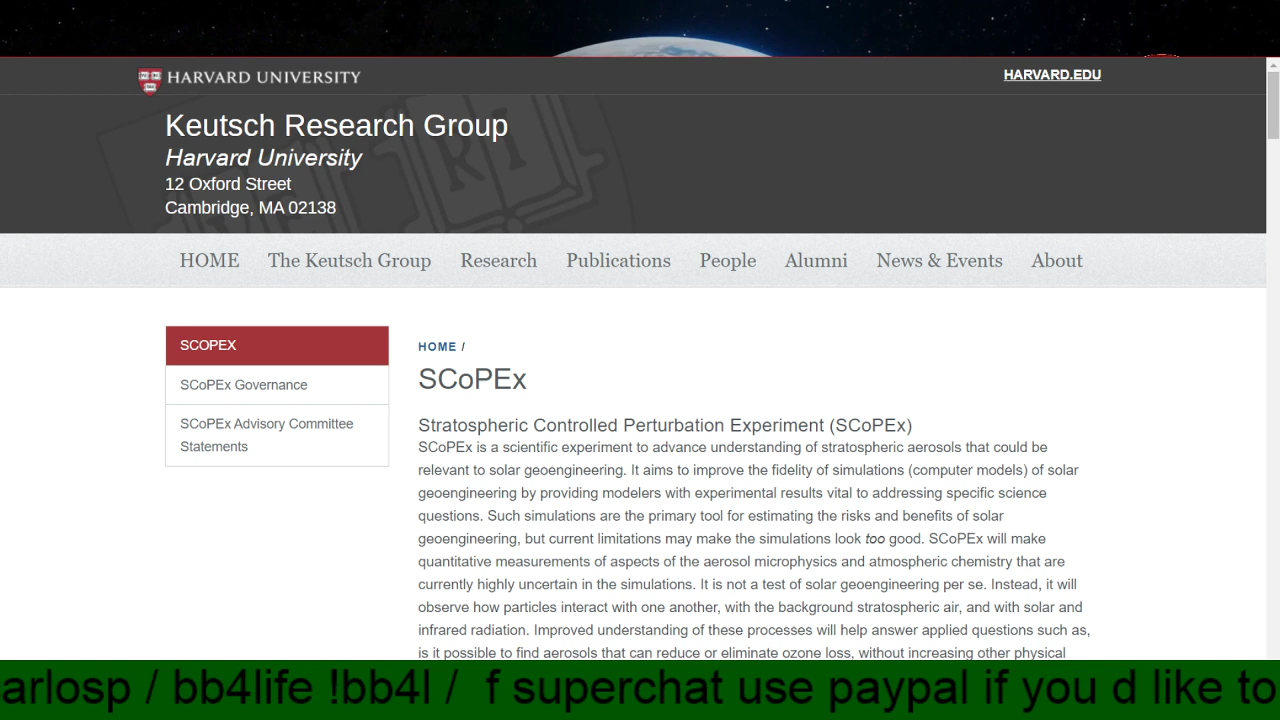 HARVARD UNIVERSITY
HARVARD.EDU
Keutsch Research Group
Harvard University
12 Oxford Street
Cambridge, MA 02138
HOME The Keutsch Group Research Publications People Alumni News & Events About
SCOPEX
SCoPEx Governance
SCoPEx Advisory Committee
Statements
HOME /
SCoPEx
Stratospheric Controlled Perturbation Experiment (SCoPEx)
SCoPEx is a scientific experiment to advance understanding of stratospheric aerosols that could be
relevant to solar geoengineering. It aims to improve the fidelity of simulations (computer models) of solar
geoengineering by providing modelers with experimental results vital to addressing specific science
questions. Such simulations are the primary tool for estimating the risks and benefits of solar
geoengineering, but current limitations may make the simulations look too good. SCoPEx will make
quantitative measurements of aspects of the aerosol microphysics and atmospheric chemistry that are
currently highly uncertain in the simulations. It is not a test of solar geoengineering per se. Instead, it will
observe how particles interact with one another, with the background stratospheric air, and with solar and
infrared radiation. Improved understanding of these processes will help answer applied questions such as,
is it possible to find aerosols that can reduce or eliminate ozone loss, without increasing other physical
arlosp / bb4life !bb4l / f superchat use paypal if you d like to